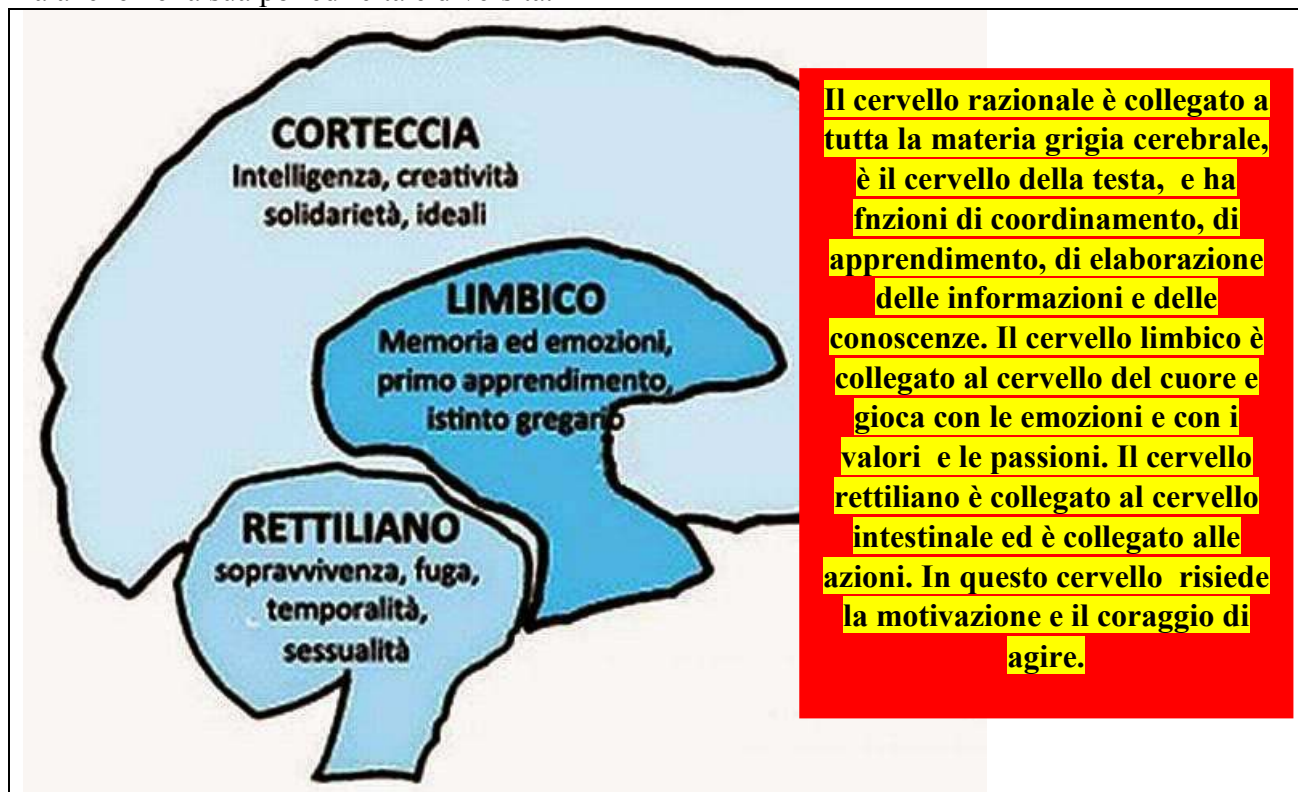 CORTECCIA
Intelligenza, creatività
solidarietà, ideali
LIMBICO
Memoria ed emozioni,
primo apprendimento,
istinto gregario
RETTILIANO
sopravvivenza, fuga,
temporalità,
sessualità
Il cervello razionale è collegato a
tutta la materia grigia cerebrale,
è il cervello della testa, e ha
fnzioni di coordinamento, di
apprendimento, di elaborazione
delle informazioni e delle
conoscenze. Il cervello limbico è
collegato al cervello del cuore e
gioca con le emozioni e con i
valori e le passioni. Il cervello
rettiliano è collegato al cervello
intestinale ed è collegato alle
azioni. In questo cervello risiede
la motivazione e il coraggio di
agire.